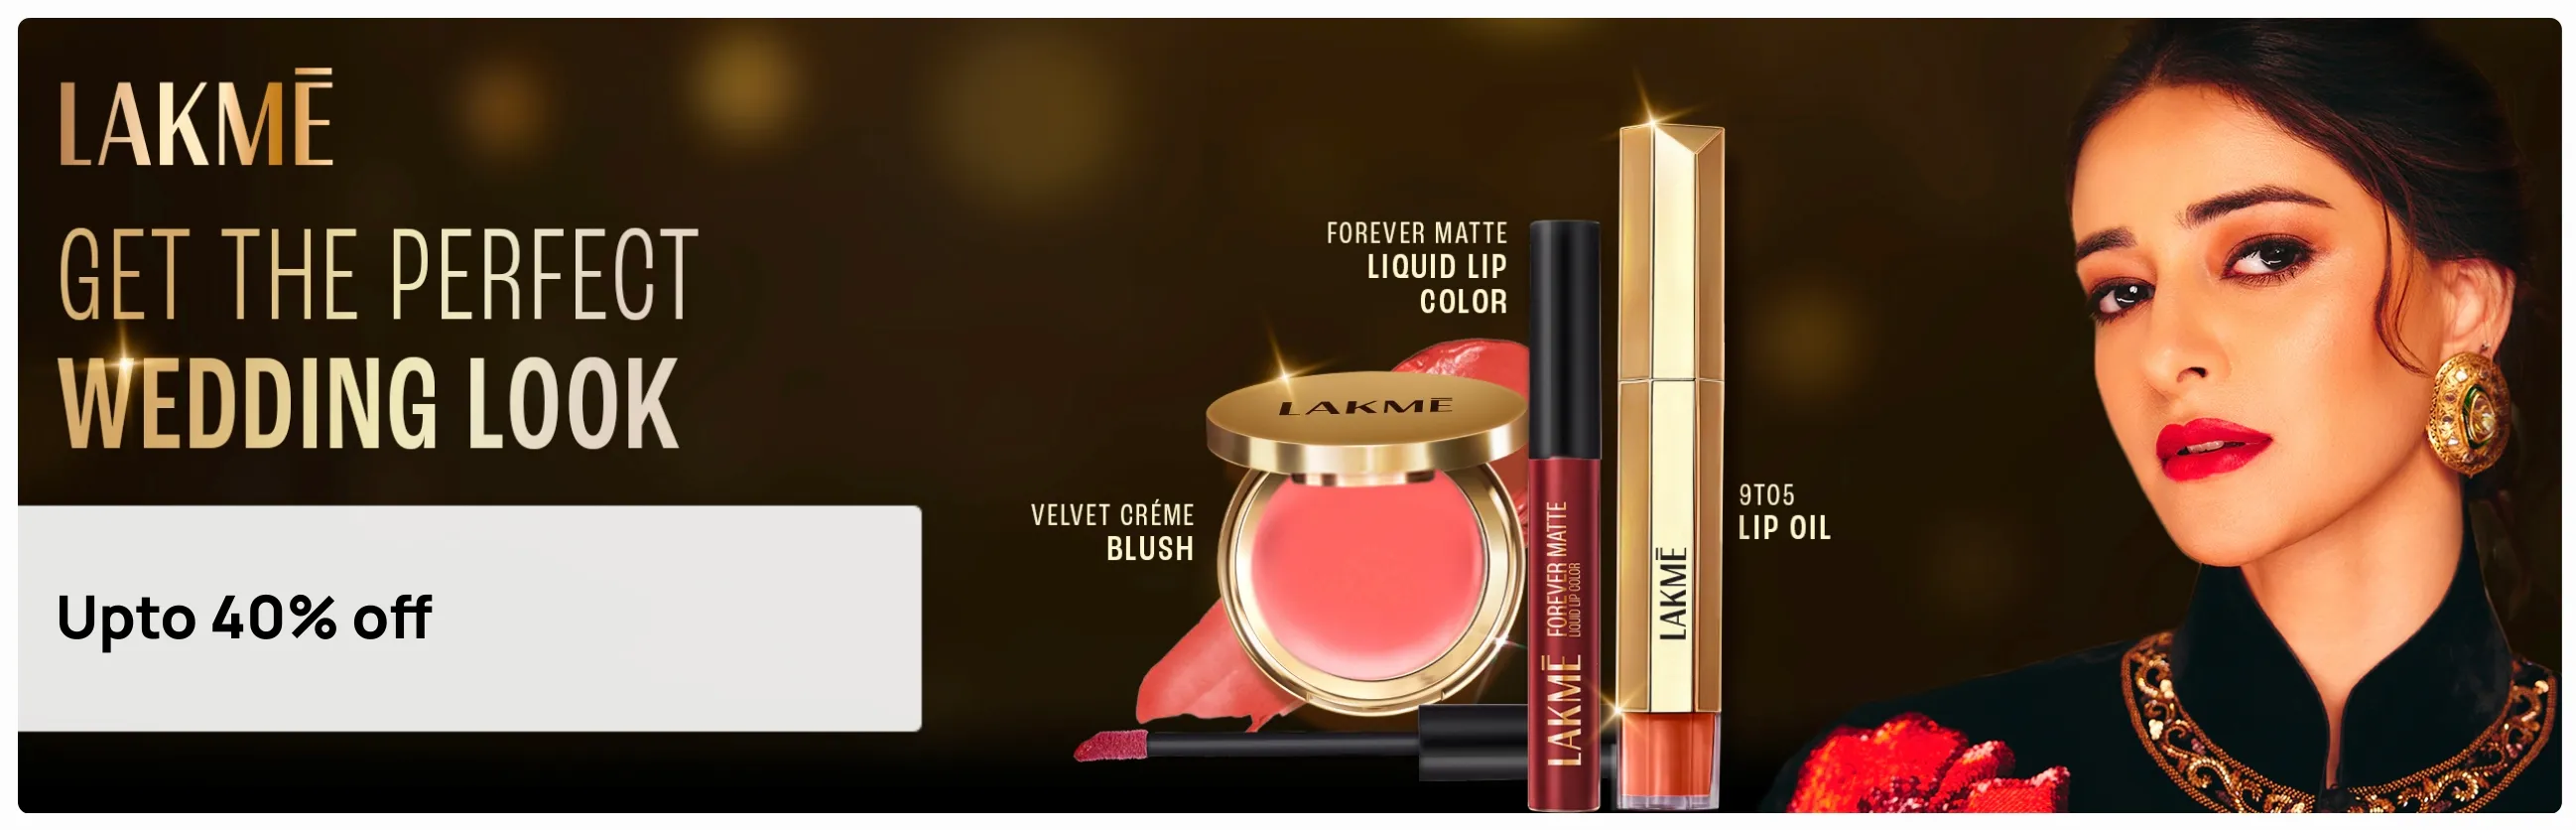 LAKMĒ
GET THE PERFECT
WEDDING LOOK
Upto 40% off
FOREVER MATTE
LIQUID LIP
COLOR
VELVET CRÉME
BLUSH
LAKMĒ
LAKMĒ FOREVER MATTE
LIQUID LIP COLOR
LAKMĒ
9TO5
LIP OIL